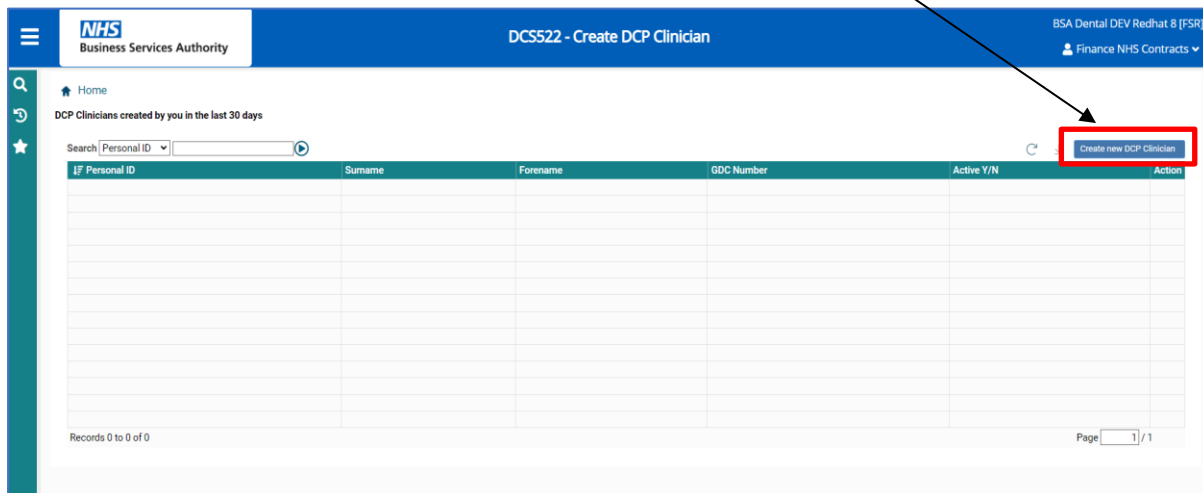 NHS
Business Services Authority
DCS522 - Create DCP Clinician
BSA Dental DEV Redhat 8 [FSR]
Finance NHS Contracts
Home
DCP Clinicians created by you in the last 30 days
Search Personal ID
Create new DCP Clinician
Personal ID Surname Forename GDC Number Active Y/N Action
Records 0 to 0 of 0
Page 1 / 1